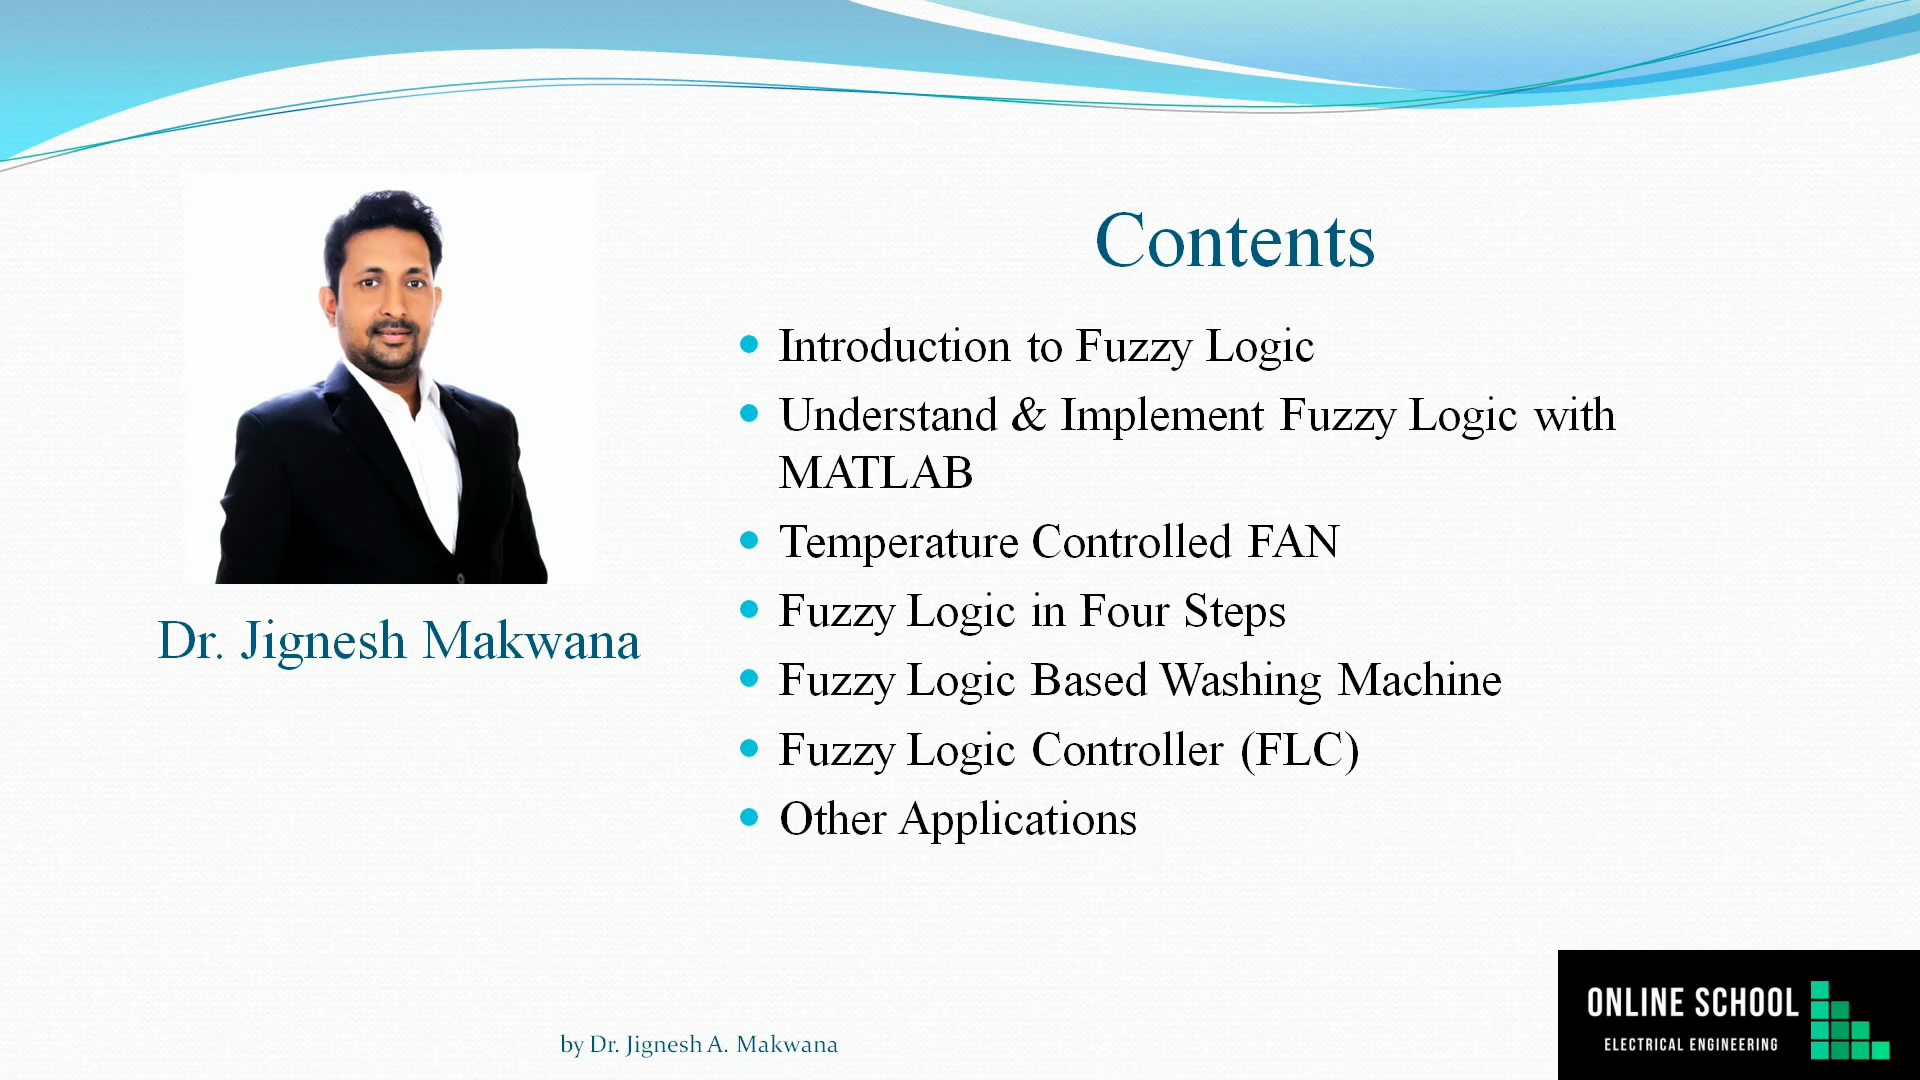 Contents
Introduction to Fuzzy Logic
Understand & Implement Fuzzy Logic with
MATLAB
Temperature Controlled FAN
Fuzzy Logic in Four Steps
Fuzzy Logic Based Washing Machine
Fuzzy Logic Controller (FLC)
Other Applications
Dr. Jignesh Makwana
by Dr. Jignesh A. Makwana
ONLINE SCHOOL
ELECTRICAL ENGINEERING